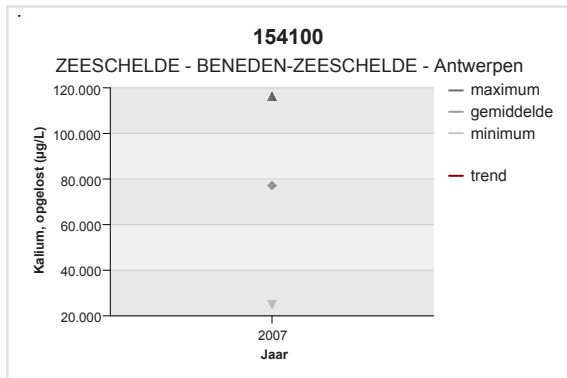 154100
ZEESCHELDE - BENEDEN-ZEESCHELDE - Antwerpen
Kalium, opgelost (µg/L)
120.000
100.000
80.000
60.000
40.000
20.000
2007
Jaar
maximum
gemiddelde
minimum
trend